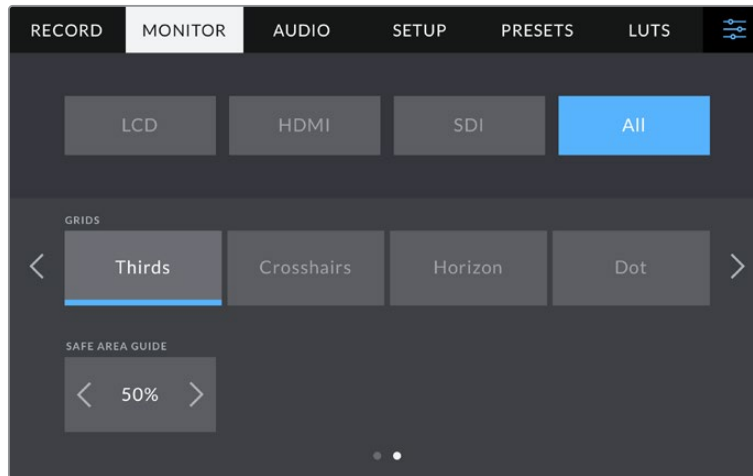 RECORD MONITOR AUDIO SETUP PRESETS LUTS
LCD HDMI SDI All
GRIDS
Thirds Crosshairs Horizon Dot
SAFE AREA GUIDE
50%